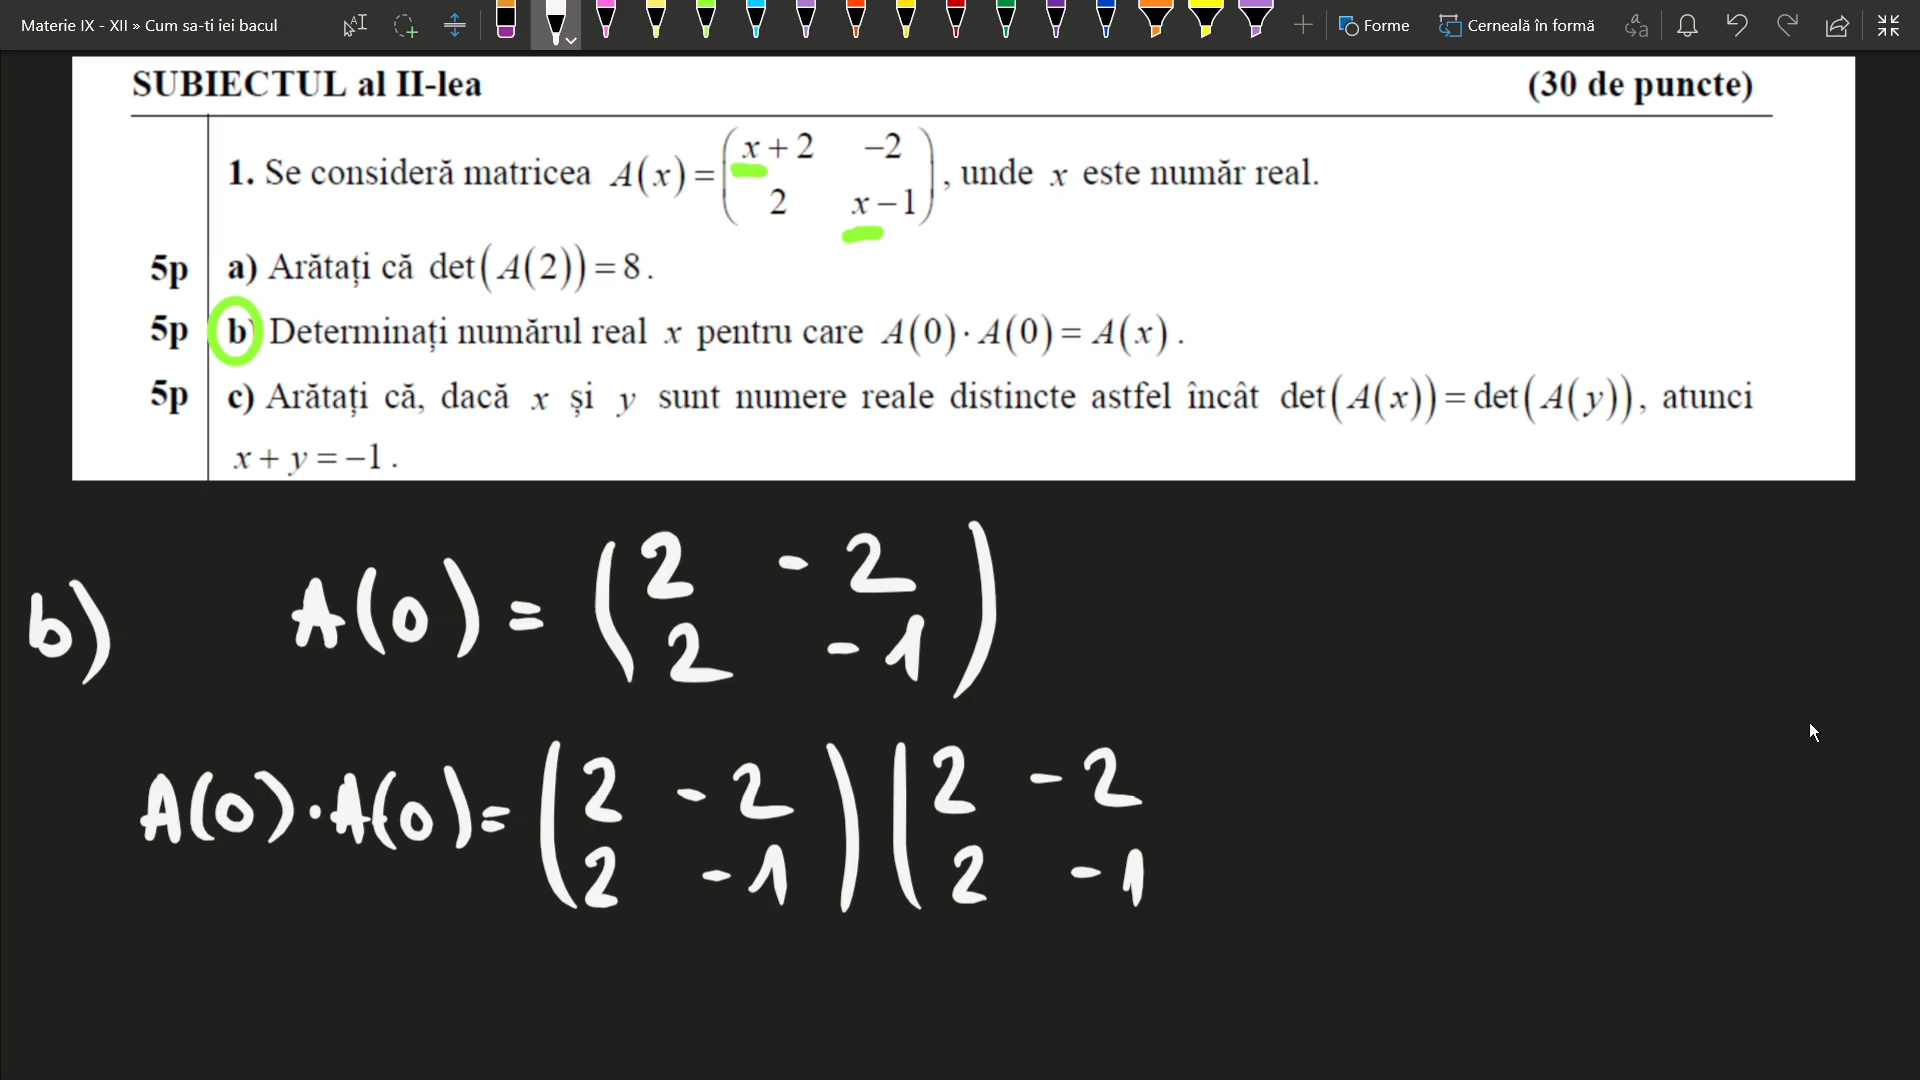 Materie IX - XII » Cum sa-ti iei bacul Forme Cerneală în formă
SUBIECTUL al II-lea (30 de puncte)
1. Se consideră matricea A(x) = ( x + 2 −2 ; 2 x − 1 ), unde x este număr real.
5p a) Arătați că det(A(2)) = 8.
5p b) Determinați numărul real x pentru care A(0)·A(0) = A(x).
5p c) Arătați că, dacă x și y sunt numere reale distincte astfel încât det(A(x)) = det(A(y)), atunci
x + y = −1.
b) A(0) = ( 2 -2
2 -1 )
A(0)·A(0) = ( 2 -2 ) ( 2 -2
2 -1 2 -1